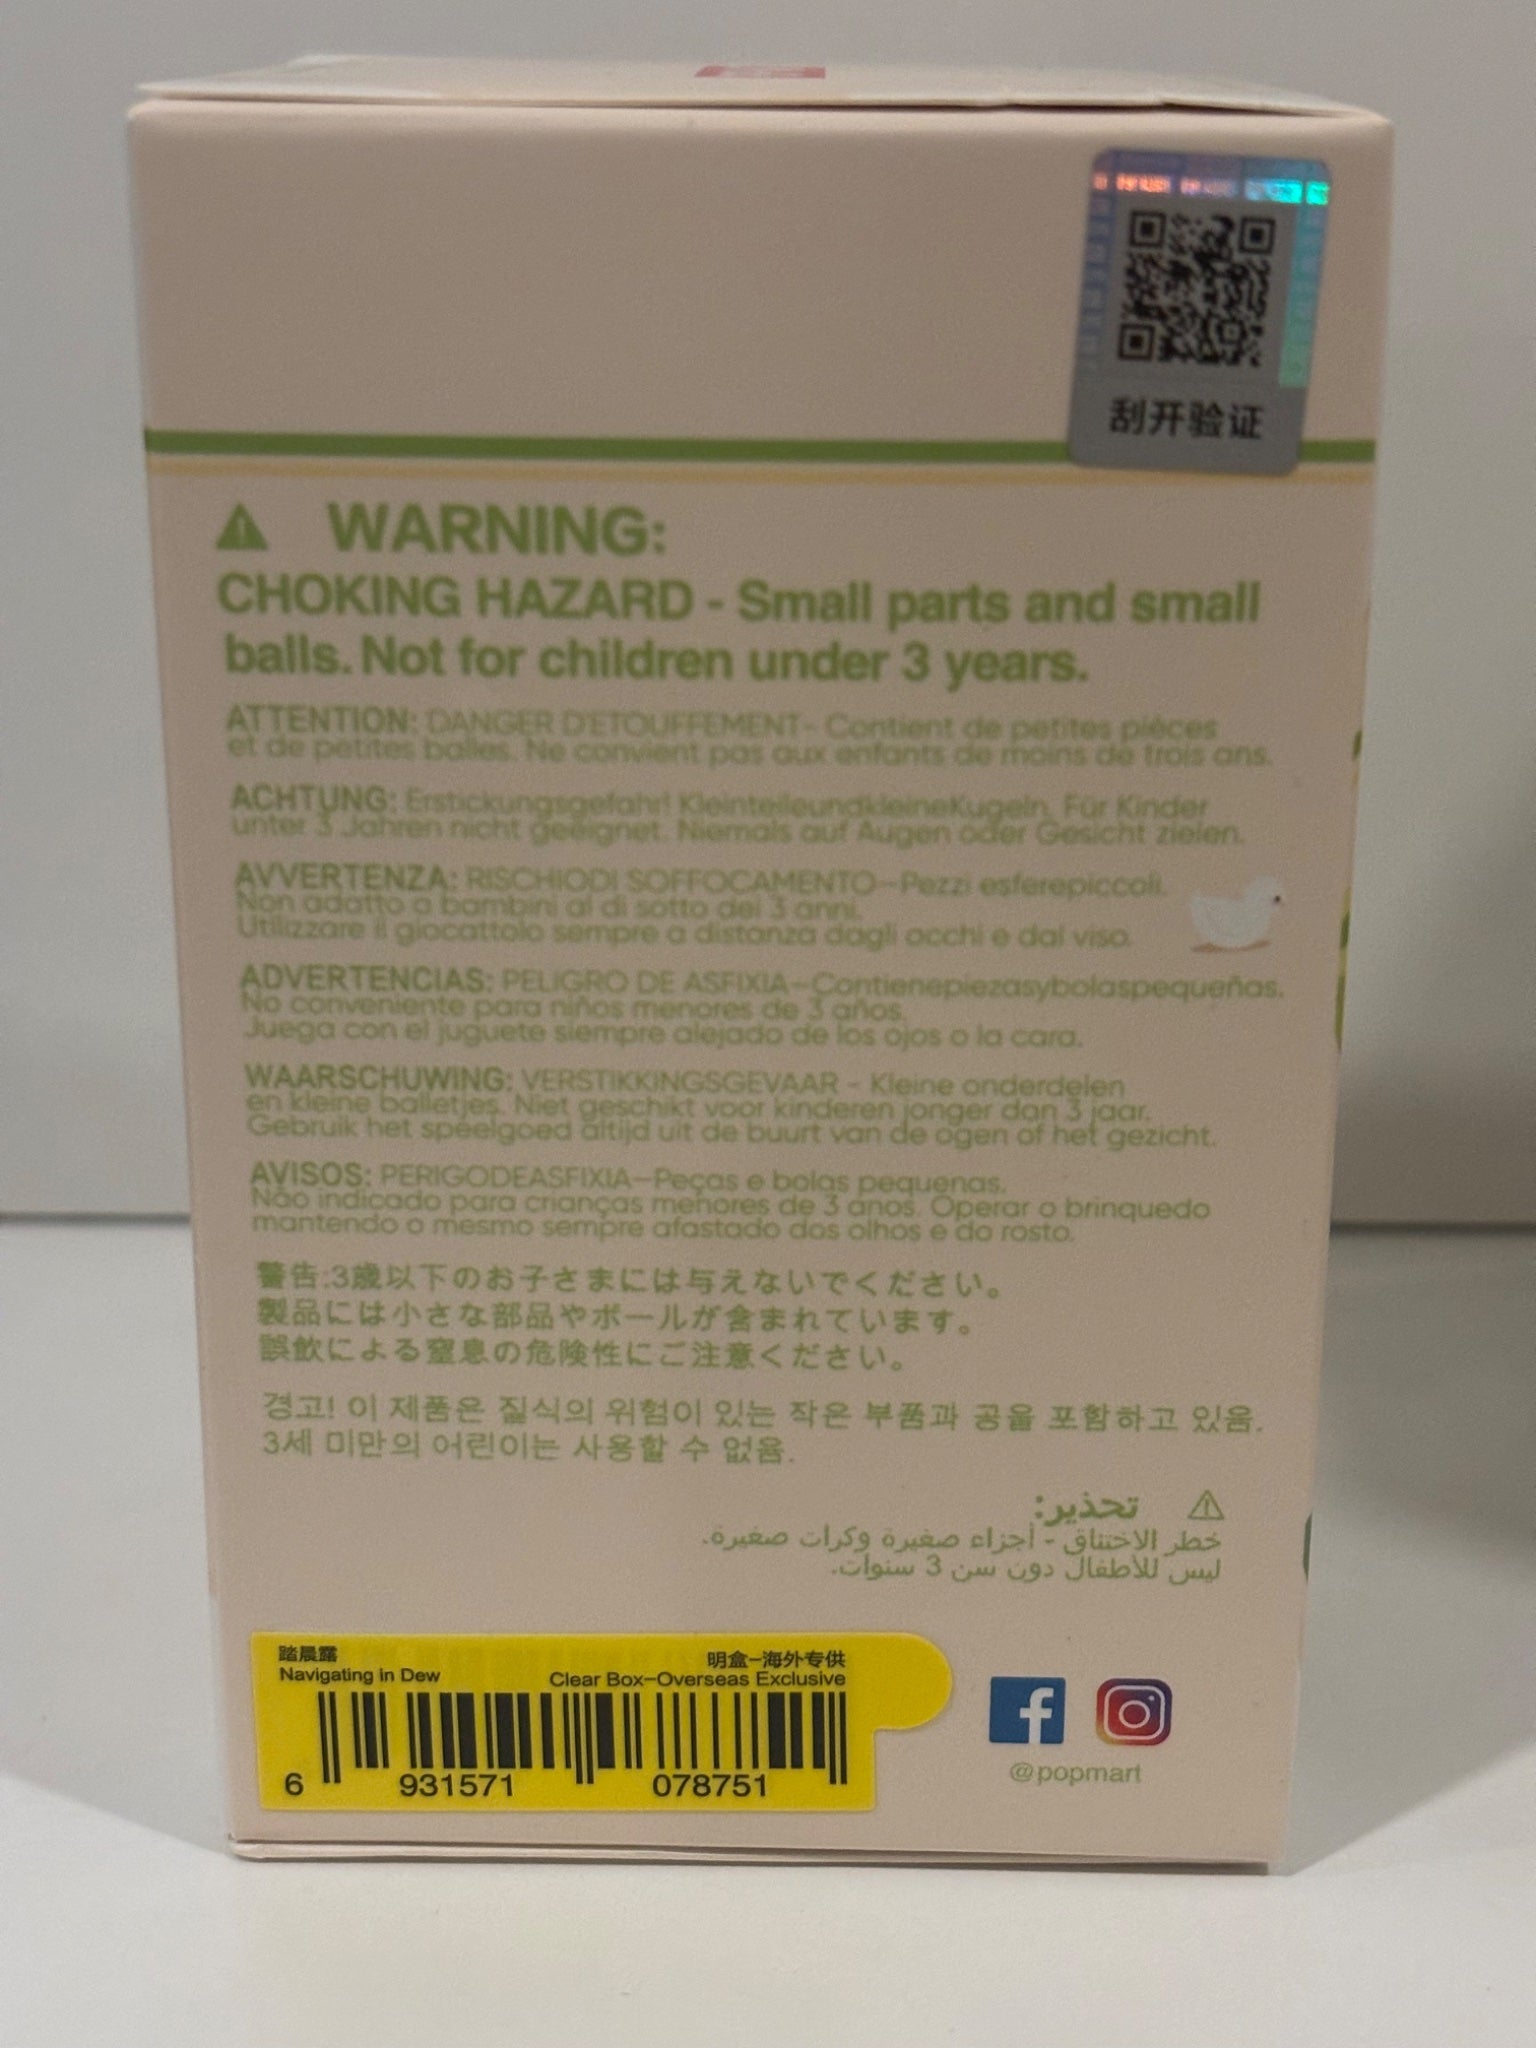 刮开验证
WARNING:
CHOKING HAZARD - Small parts and small
balls. Not for children under 3 years.
ATTENTION: DANGER D'ETOUFFEMENT- Contient de petites pièces
et de petites balles. Ne convient pas aux enfants de moins de trois ans.
ACHTUNG: Erstickungsgefahr! KleinteileundkleineKugeln. Für Kinder
unter 3 Jahren nicht geeignet. Niemals auf Augen oder Gesicht zielen.
AVVERTENZA: RISCHIODI SOFFOCAMENTO-Pezzi esferepiccoli.
Non adatto a bambini al di sotto dei 3 anni.
Utilizzare il giocattolo sempre a distanza dagli occhi e dal viso.
ADVERTENCIAS: PELIGRO DE ASFIXIA-Contienepiezasybolaspequeñas.
No conveniente para niños menores de 3 años.
Juega con el juguete siempre alejado de los ojos o la cara.
WAARSCHUWING: VERSTIKKINGSGEVAAR - Kleine onderdelen
en kleine balletjes. Niet geschikt voor kinderen jonger dan 3 jaar.
Gebruik het speelgoed altijd uit de buurt van de ogen of het gezicht.
AVISOS: PERIGODEASFIXIA-Peças e bolas pequenas.
Não indicado para crianças menores de 3 anos. Operar o brinquedo
mantendo o mesmo sempre afastado dos olhos e do rosto.
警告:3歳以下のお子さまには与えないでください。
製品には小さな部品やボールが含まれています。
誤飲による窒息の危険性にご注意ください。
경고! 이 제품은 질식의 위험이 있는 작은 부품과 공을 포함하고 있음.
3세 미만의 어린이는 사용할 수 없음.
تحذير:
خطر الاختناق - أجزاء صغيرة وكرات صغيرة.
ليس للأطفال دون سن 3 سنوات.
踏晨露 明盒-海外专供
Navigating in Dew Clear Box-Overseas Exclusive
6 931571 078751
@popmart